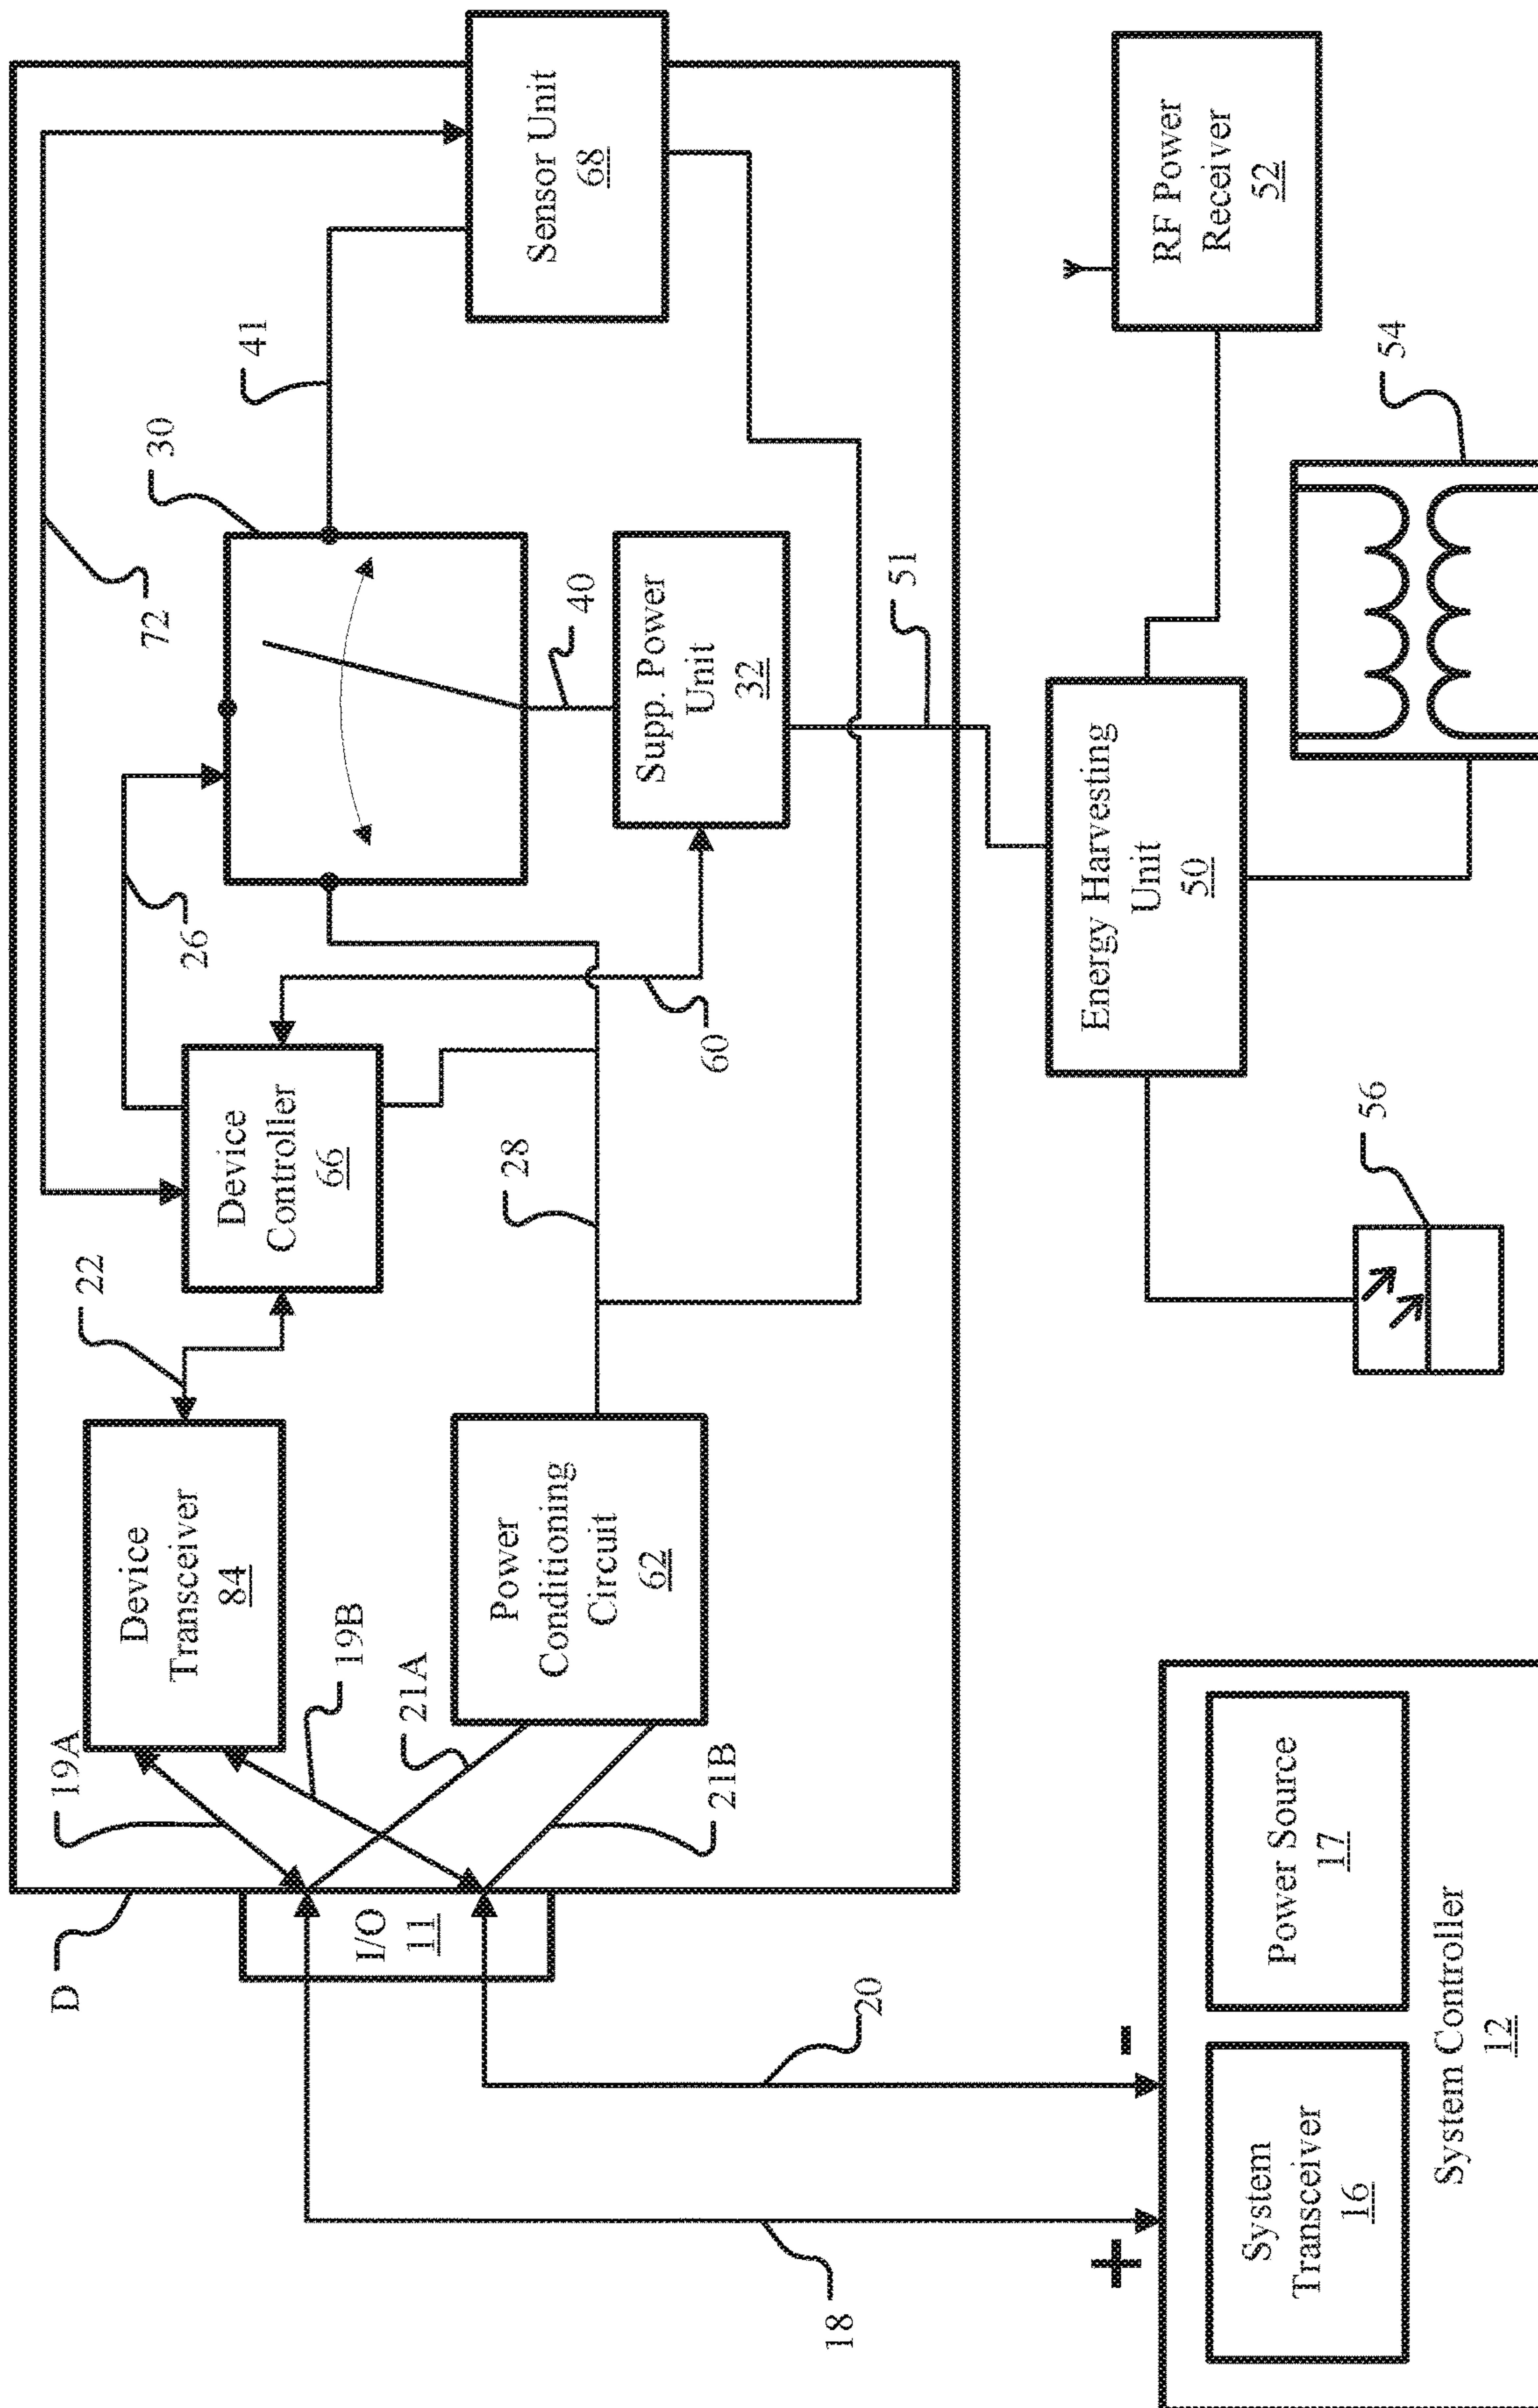 D
19A
Device
Transceiver
84
22
Device
Controller
66
26
72
30
41
Sensor Unit
68
I/O
11
19B
21A
21B
Power
Conditioning
Circuit
62
28
60
40
Supp. Power
Unit
32
51
18
20
+
-
System
Transceiver
16
Power Source
17
System Controller
12
56
Energy Harvesting
Unit
50
54
RF Power
Receiver
52